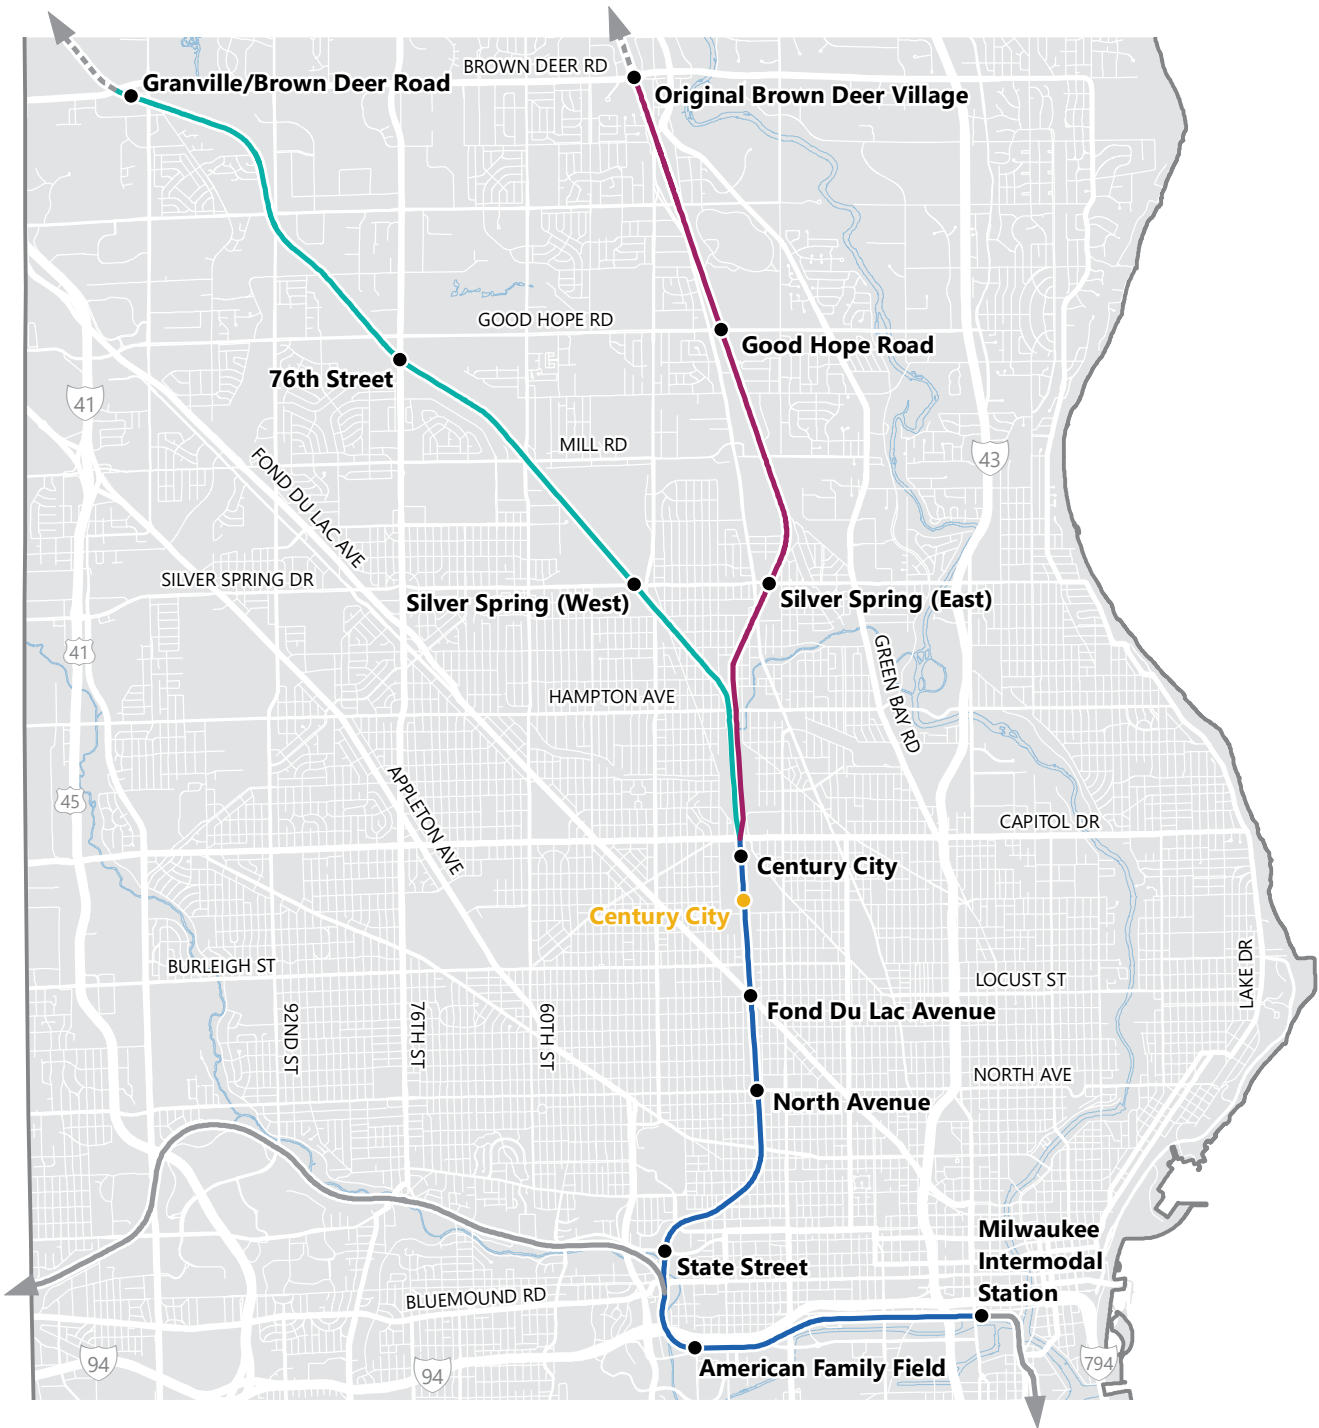 BROWN DEER RD
Granville/Brown Deer Road
Original Brown Deer Village
GOOD HOPE RD
Good Hope Road
76th Street
41
MILL RD
43
FOND DU LAC AVE
SILVER SPRING DR
Silver Spring (West)
Silver Spring (East)
41
GREEN BAY RD
HAMPTON AVE
45
APPLETON AVE
CAPITOL DR
Century City
Century City
BURLEIGH ST
LOCUST ST
LAKE DR
Fond Du Lac Avenue
92ND ST
76TH ST
60TH ST
NORTH AVE
North Avenue
Milwaukee
Intermodal
Station
State Street
BLUEMOUND RD
American Family Field
94
94
794